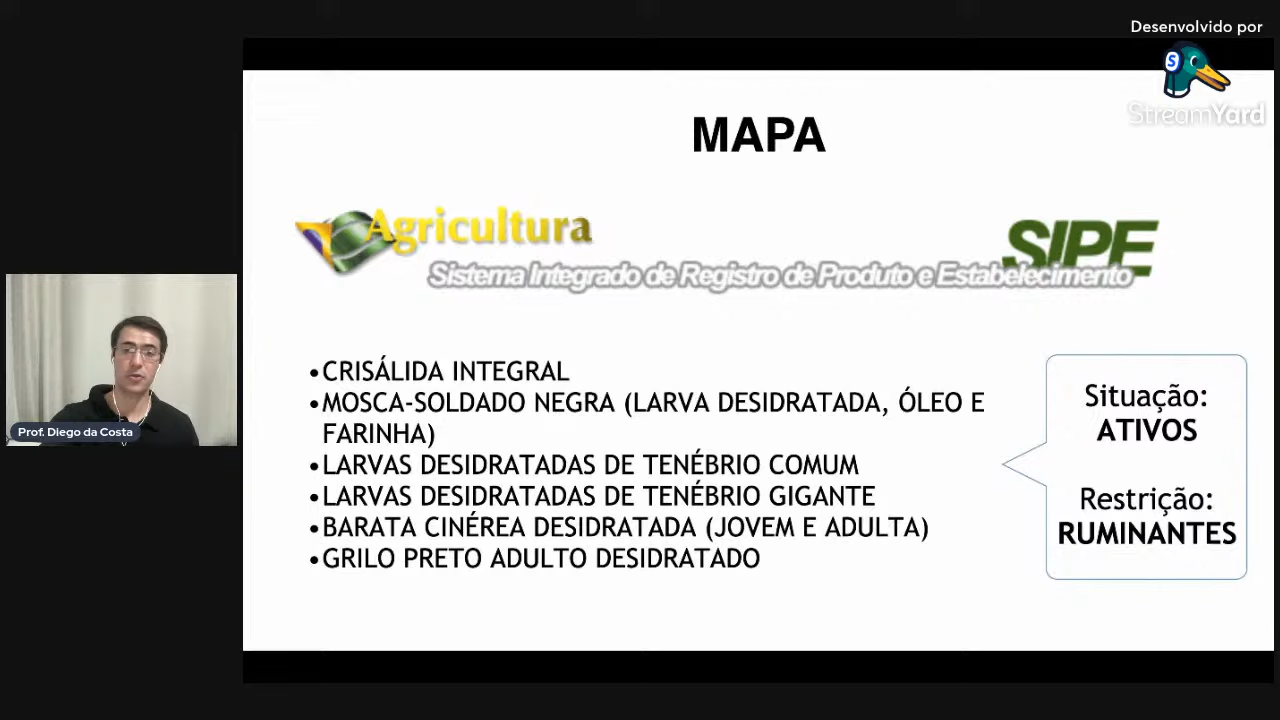 Desenvolvido por
StreamYard
MAPA
Agricultura
SIPE
Sistema Integrado de Registro de Produto e Estabelecimento
•CRISÁLIDA INTEGRAL
•MOSCA-SOLDADO NEGRA (LARVA DESIDRATADA, ÓLEO E
FARINHA)
•LARVAS DESIDRATADAS DE TENÉBRIO COMUM
•LARVAS DESIDRATADAS DE TENÉBRIO GIGANTE
•BARATA CINÉREA DESIDRATADA (JOVEM E ADULTA)
•GRILO PRETO ADULTO DESIDRATADO
Situação:
ATIVOS
Restrição:
RUMINANTES
Prof. Diego da Costa